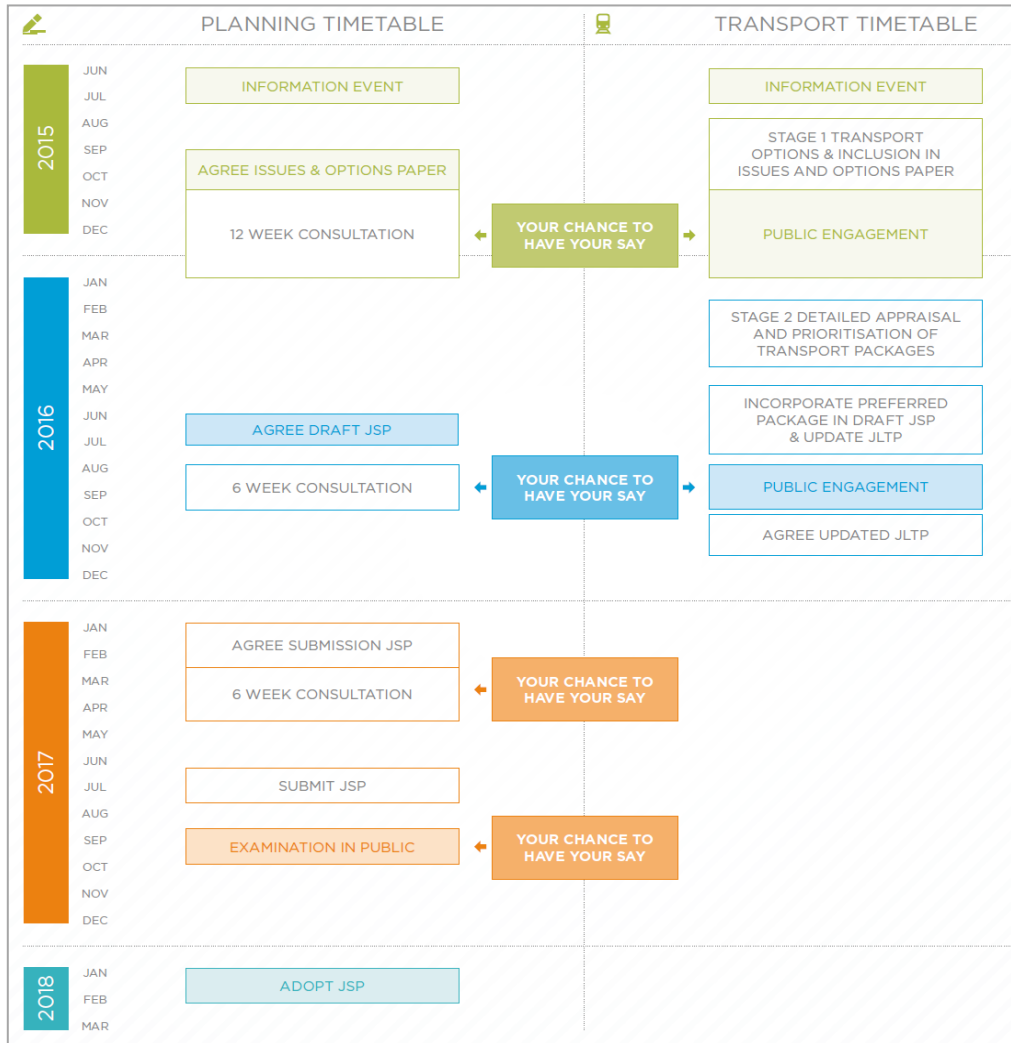 PLANNING TIMETABLE
TRANSPORT TIMETABLE
2015
JUN
JUL
AUG
SEP
OCT
NOV
DEC
INFORMATION EVENT
AGREE ISSUES & OPTIONS PAPER
12 WEEK CONSULTATION
YOUR CHANCE TO
HAVE YOUR SAY
INFORMATION EVENT
STAGE 1 TRANSPORT
OPTIONS & INCLUSION IN
ISSUES AND OPTIONS PAPER
PUBLIC ENGAGEMENT
2016
JAN
FEB
MAR
APR
MAY
JUN
JUL
AUG
SEP
OCT
NOV
DEC
AGREE DRAFT JSP
6 WEEK CONSULTATION
YOUR CHANCE TO
HAVE YOUR SAY
STAGE 2 DETAILED APPRAISAL
AND PRIORITISATION OF
TRANSPORT PACKAGES
INCORPORATE PREFERRED
PACKAGE IN DRAFT JSP
& UPDATE JLTP
PUBLIC ENGAGEMENT
AGREE UPDATED JLTP
2017
JAN
FEB
MAR
APR
MAY
JUN
JUL
AUG
SEP
OCT
NOV
DEC
AGREE SUBMISSION JSP
6 WEEK CONSULTATION
YOUR CHANCE TO
HAVE YOUR SAY
SUBMIT JSP
EXAMINATION IN PUBLIC
YOUR CHANCE TO
HAVE YOUR SAY
2018
JAN
FEB
MAR
ADOPT JSP